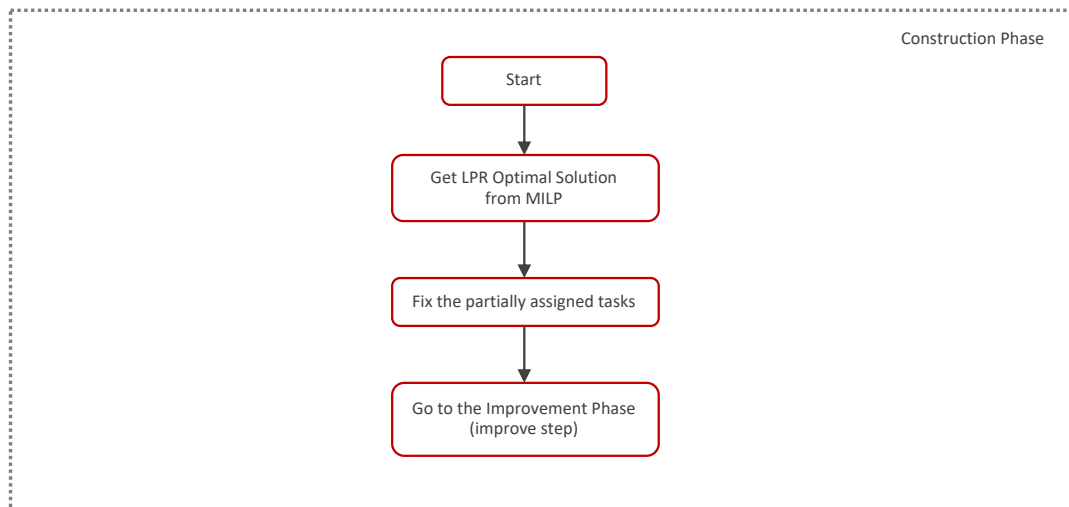 Construction Phase
Start
Get LPR Optimal Solution
from MILP
Fix the partially assigned tasks
Go to the Improvement Phase
(improve step)